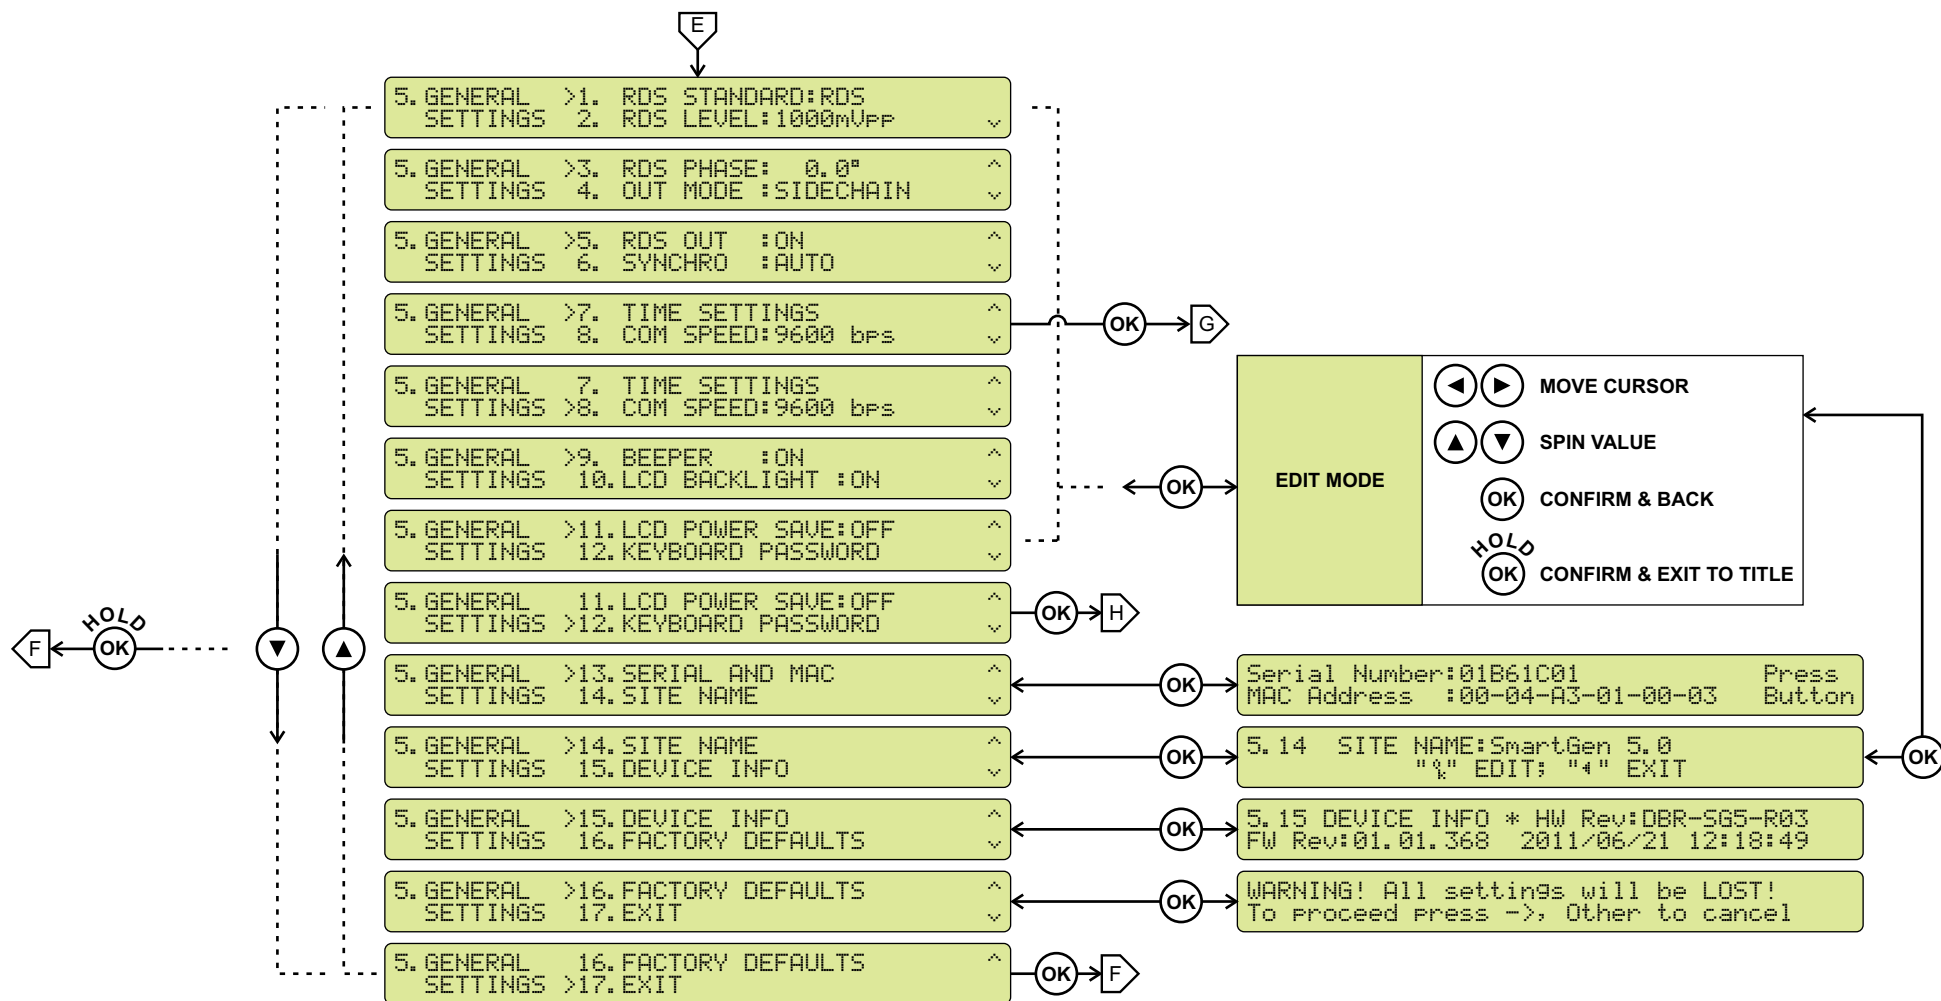 E
5.GENERAL >1. RDS STANDARD:RDS
SETTINGS 2. RDS LEVEL:1000mVpp
5.GENERAL >3. RDS PHASE: 0.0°
SETTINGS 4. OUT MODE :SIDECHAIN
5.GENERAL >5. RDS OUT :ON
SETTINGS 6. SYNCHRO :AUTO
5.GENERAL >7. TIME SETTINGS
SETTINGS 8. COM SPEED:9600 bps
OK
G
5.GENERAL 7. TIME SETTINGS
SETTINGS >8. COM SPEED:9600 bps
5.GENERAL >9. BEEPER :ON
SETTINGS 10.LCD BACKLIGHT :ON
5.GENERAL >11.LCD POWER SAVE:OFF
SETTINGS 12.KEYBOARD PASSWORD
OK
EDIT MODE
MOVE CURSOR
SPIN VALUE
OK CONFIRM & BACK
HOLD
OK CONFIRM & EXIT TO TITLE
5.GENERAL 11.LCD POWER SAVE:OFF
SETTINGS >12.KEYBOARD PASSWORD
OK
H
HOLD
F OK
5.GENERAL >13.SERIAL AND MAC
SETTINGS 14.SITE NAME
OK
Serial Number:01B61C01 Press
MAC Address :00-04-A3-01-00-03 Button
5.GENERAL >14.SITE NAME
SETTINGS 15.DEVICE INFO
OK
5.14 SITE NAME:SmartGen 5.0
"" EDIT; "" EXIT
OK
5.GENERAL >15.DEVICE INFO
SETTINGS 16.FACTORY DEFAULTS
OK
5.15 DEVICE INFO * HW Rev:DBR-SG5-R03
FW Rev:01.01.368 2011/06/21 12:18:49
5.GENERAL >16.FACTORY DEFAULTS
SETTINGS 17.EXIT
OK
WARNING! All settings will be LOST!
To proceed press ->, Other to cancel
5.GENERAL 16.FACTORY DEFAULTS
SETTINGS >17.EXIT
OK
F